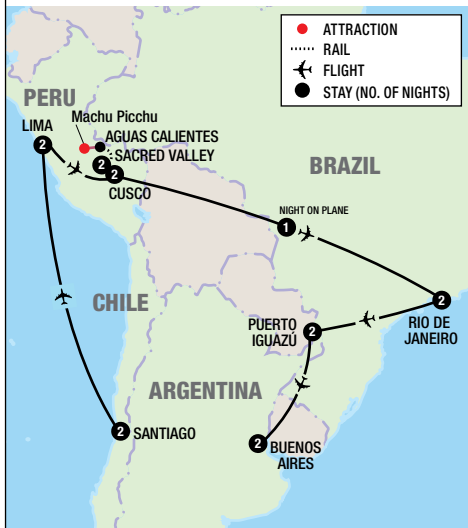 ATTRACTION
RAIL
FLIGHT
STAY (NO. OF NIGHTS)
PERU
Machu Picchu
LIMA
AGUAS CALIENTES
2
SACRED VALLEY
2
2
CUSCO
BRAZIL
NIGHT ON PLANE
1
2
RIO DE
JANEIRO
CHILE
PUERTO
IGUAZÚ
2
ARGENTINA
2
SANTIAGO
2
BUENOS
AIRES